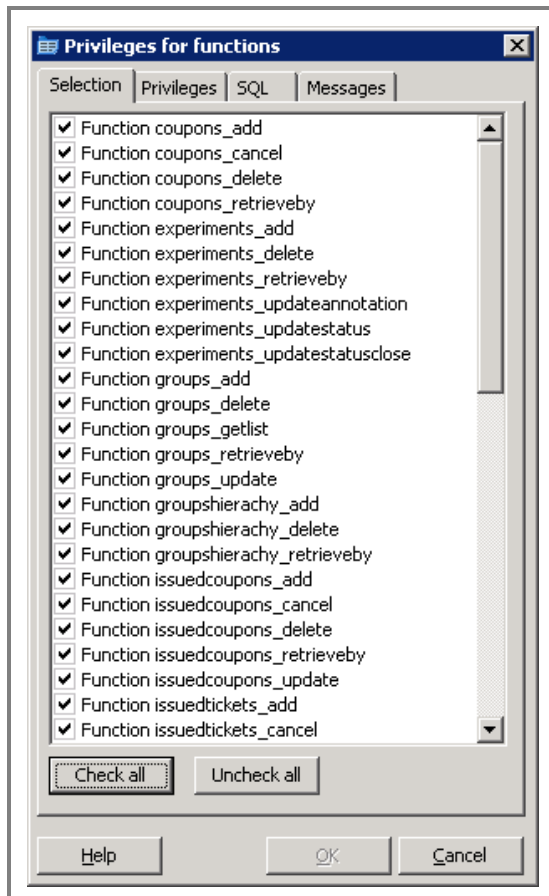 Privileges for functions
Selection Privileges SQL Messages
Function coupons_add
Function coupons_cancel
Function coupons_delete
Function coupons_retrieveby
Function experiments_add
Function experiments_delete
Function experiments_retrieveby
Function experiments_updateannotation
Function experiments_updatestatus
Function experiments_updatestatusclose
Function groups_add
Function groups_delete
Function groups_getlist
Function groups_retrieveby
Function groups_update
Function groupshierachy_add
Function groupshierachy_delete
Function groupshierachy_retrieveby
Function issuedcoupons_add
Function issuedcoupons_cancel
Function issuedcoupons_delete
Function issuedcoupons_retrieveby
Function issuedcoupons_update
Function issuedtickets_add
Function issuedtickets_cancel
Check all Uncheck all
Help OK Cancel